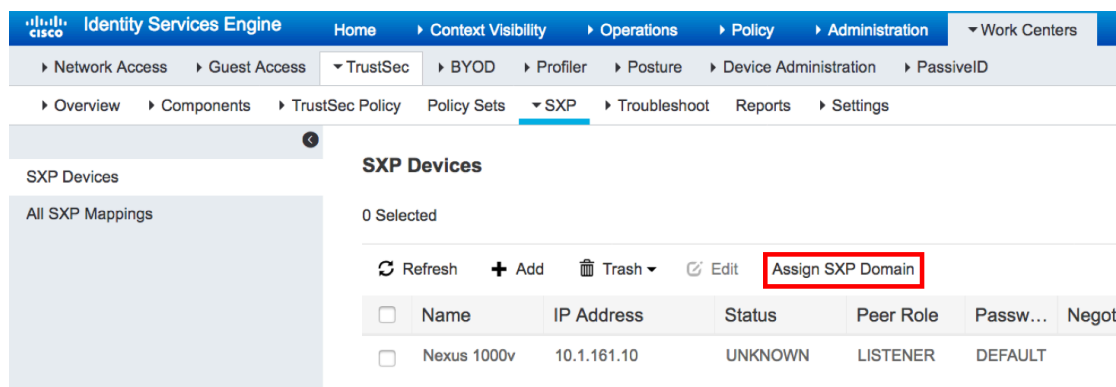 cisco Identity Services Engine Home Context Visibility Operations Policy Administration Work Centers
Network Access Guest Access TrustSec BYOD Profiler Posture Device Administration PassiveID
Overview Components TrustSec Policy Policy Sets SXP Troubleshoot Reports Settings
SXP Devices
All SXP Mappings
SXP Devices
0 Selected
Refresh Add Trash Edit Assign SXP Domain
Name IP Address Status Peer Role Passw... Negot
Nexus 1000v 10.1.161.10 UNKNOWN LISTENER DEFAULT